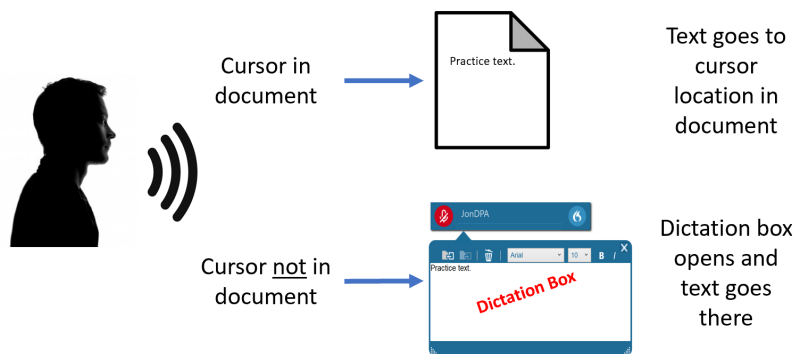 Cursor in
document
Practice text.
Text goes to
cursor
location in
document
Cursor not in
document
JonDPA
Arial 10 B I X
Practice text.
Dictation Box
Dictation box
opens and
text goes
there